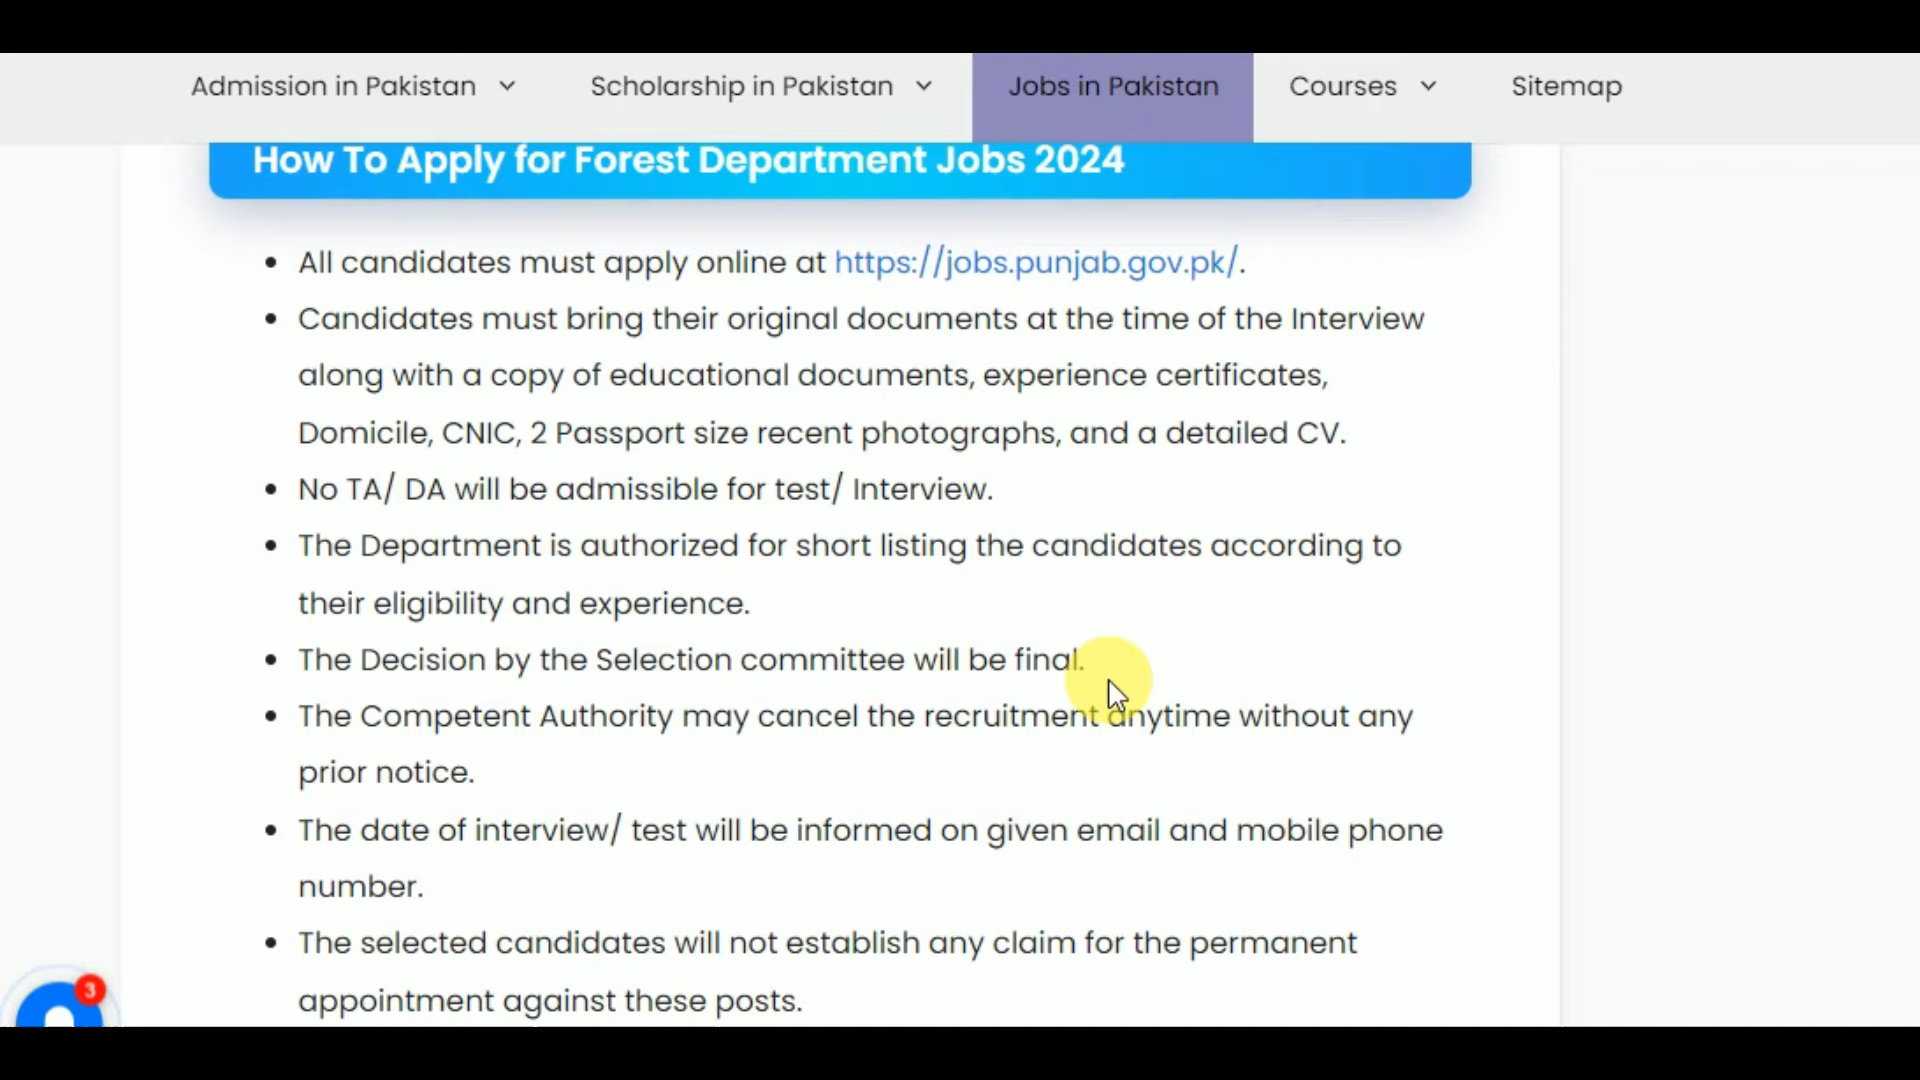 Admission in Pakistan
Scholarship in Pakistan
Jobs in Pakistan
Courses
Sitemap
How To Apply for Forest Department Jobs 2024
All candidates must apply online at https://jobs.punjab.gov.pk/.
Candidates must bring their original documents at the time of the Interview
along with a copy of educational documents, experience certificates,
Domicile, CNIC, 2 Passport size recent photographs, and a detailed CV.
No TA/ DA will be admissible for test/ Interview.
The Department is authorized for short listing the candidates according to
their eligibility and experience.
The Decision by the Selection committee will be final.
The Competent Authority may cancel the recruitment anytime without any
prior notice.
The date of interview/ test will be informed on given email and mobile phone
number.
The selected candidates will not establish any claim for the permanent
appointment against these posts.
3